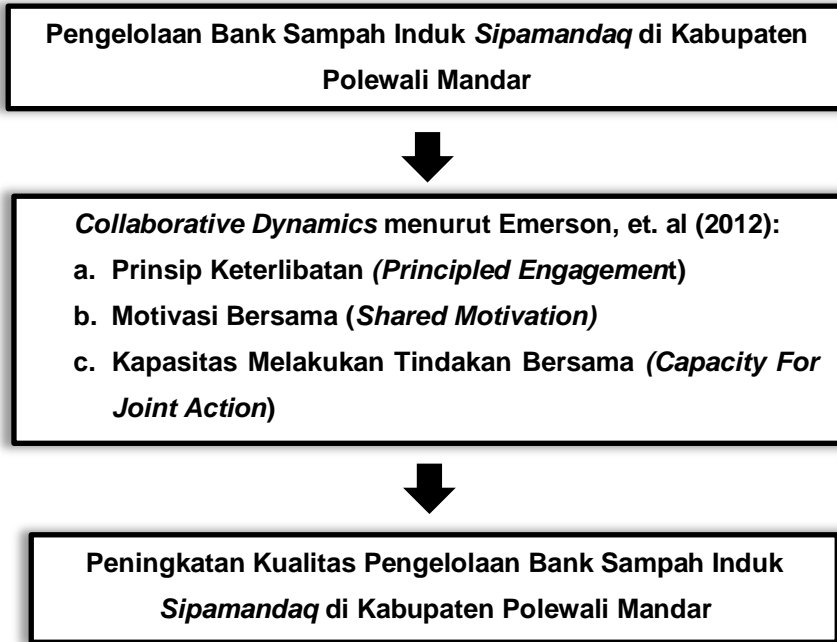 Pengelolaan Bank Sampah Induk Sipamandaq di Kabupaten
Polewali Mandar
Collaborative Dynamics menurut Emerson, et. al (2012):
a. Prinsip Keterlibatan (Principled Engagement)
b. Motivasi Bersama (Shared Motivation)
c. Kapasitas Melakukan Tindakan Bersama (Capacity For
Joint Action)
Peningkatan Kualitas Pengelolaan Bank Sampah Induk
Sipamandaq di Kabupaten Polewali Mandar